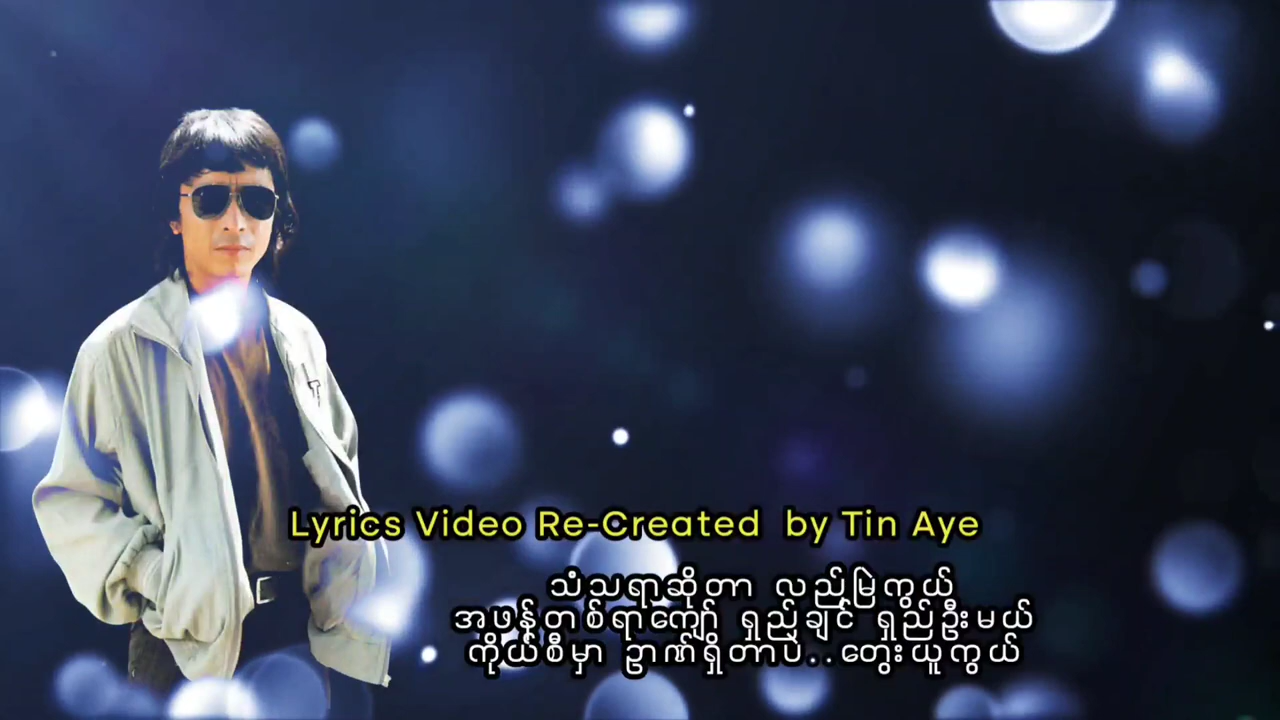 Lyrics Video Re-Created by Tin Aye
သံသရာဆိုတာ လည်မြဲကွယ်
အဖန်တစ်ရာကျော် ရှည်ချင် ရှည်ဦးမယ်
ကိုယ်စီမှာ ဉာဏ်ရှိတာပဲ..တွေးယူကွယ်